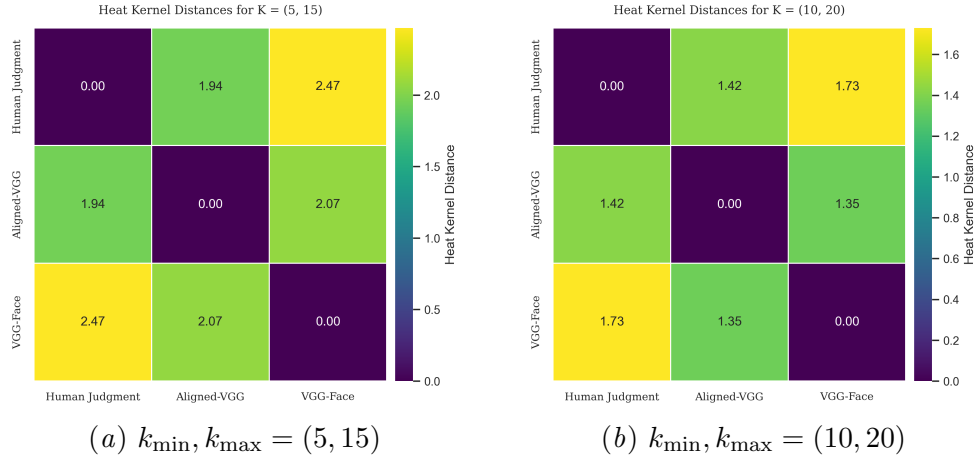 Heat Kernel Distances for K = (5, 15)
Human Judgment
Aligned-VGG
VGG-Face
0.00 1.94 2.47
1.94 0.00 2.07
2.47 2.07 0.00
Human Judgment Aligned-VGG VGG-Face
2.0
1.5
1.0
0.5
0.0
Heat Kernel Distance
(a) k_min, k_max = (5, 15)
Heat Kernel Distances for K = (10, 20)
Human Judgment
Aligned-VGG
VGG-Face
0.00 1.42 1.73
1.42 0.00 1.35
1.73 1.35 0.00
Human Judgment Aligned-VGG VGG-Face
1.6
1.4
1.2
1.0
0.8
0.6
0.4
0.2
0.0
Heat Kernel Distance
(b) k_min, k_max = (10, 20)